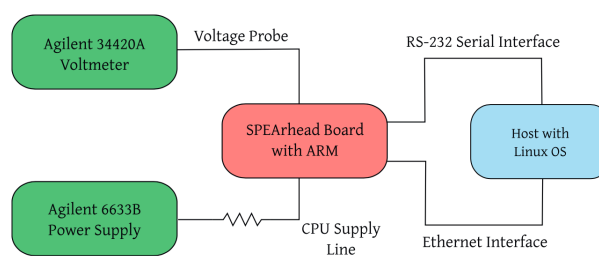 Agilent 34420A
Voltmeter
Voltage Probe
RS-232 Serial Interface
SPEArhead Board
with ARM
Host with
Linux OS
Agilent 6633B
Power Supply
CPU Supply
Line
Ethernet Interface